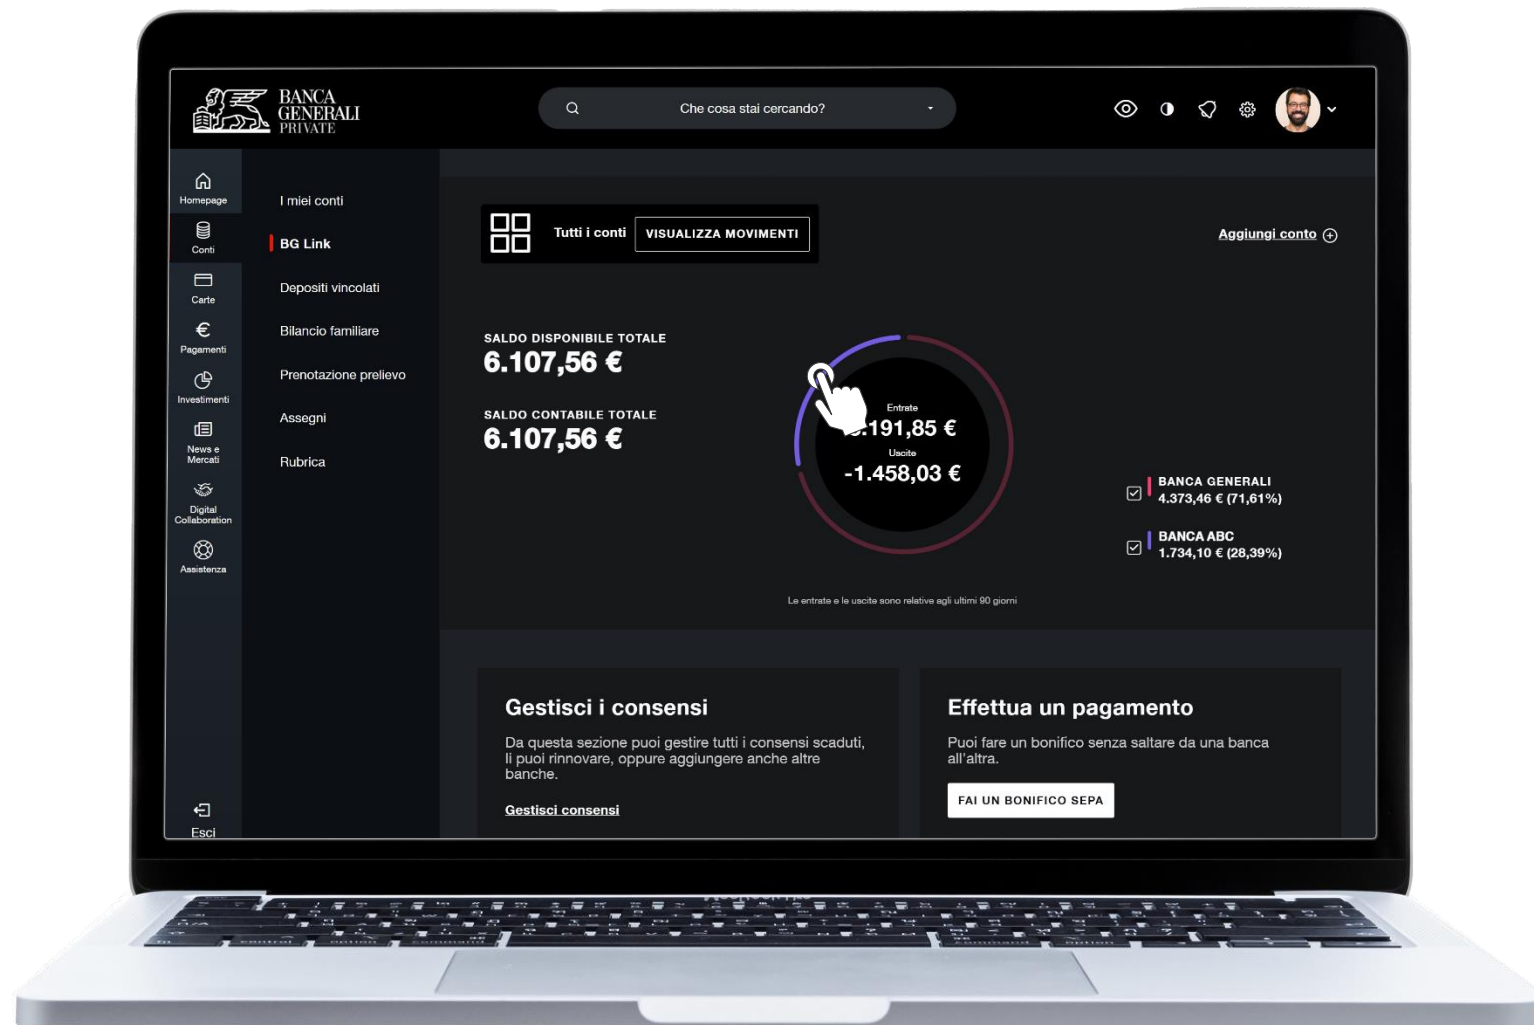 BANCA
GENERALI
PRIVATE
Che cosa stai cercando?
Homepage
Conti
Carte
€
Pagamenti
Investimenti
News e
Mercati
Digital
Collaboration
Assistenza
Esci
I miei conti
BG Link
Depositi vincolati
Bilancio familiare
Prenotazione prelievo
Assegni
Rubrica
Tutti i conti
VISUALIZZA MOVIMENTI
Aggiungi conto
SALDO DISPONIBILE TOTALE
6.107,56 €
SALDO CONTABILE TOTALE
6.107,56 €
Entrate
.191,85 €
Uscite
-1.458,03 €
BANCA GENERALI
4.373,46 € (71,61%)
BANCA ABC
1.734,10 € (28,39%)
Le entrate e le uscite sono relative agli ultimi 90 giorni
Gestisci i consensi
Da questa sezione puoi gestire tutti i consensi scaduti,
li puoi rinnovare, oppure aggiungere anche altre
banche.
Gestisci consensi
Effettua un pagamento
Puoi fare un bonifico senza saltare da una banca
all'altra.
FAI UN BONIFICO SEPA
control
option
command
command
option